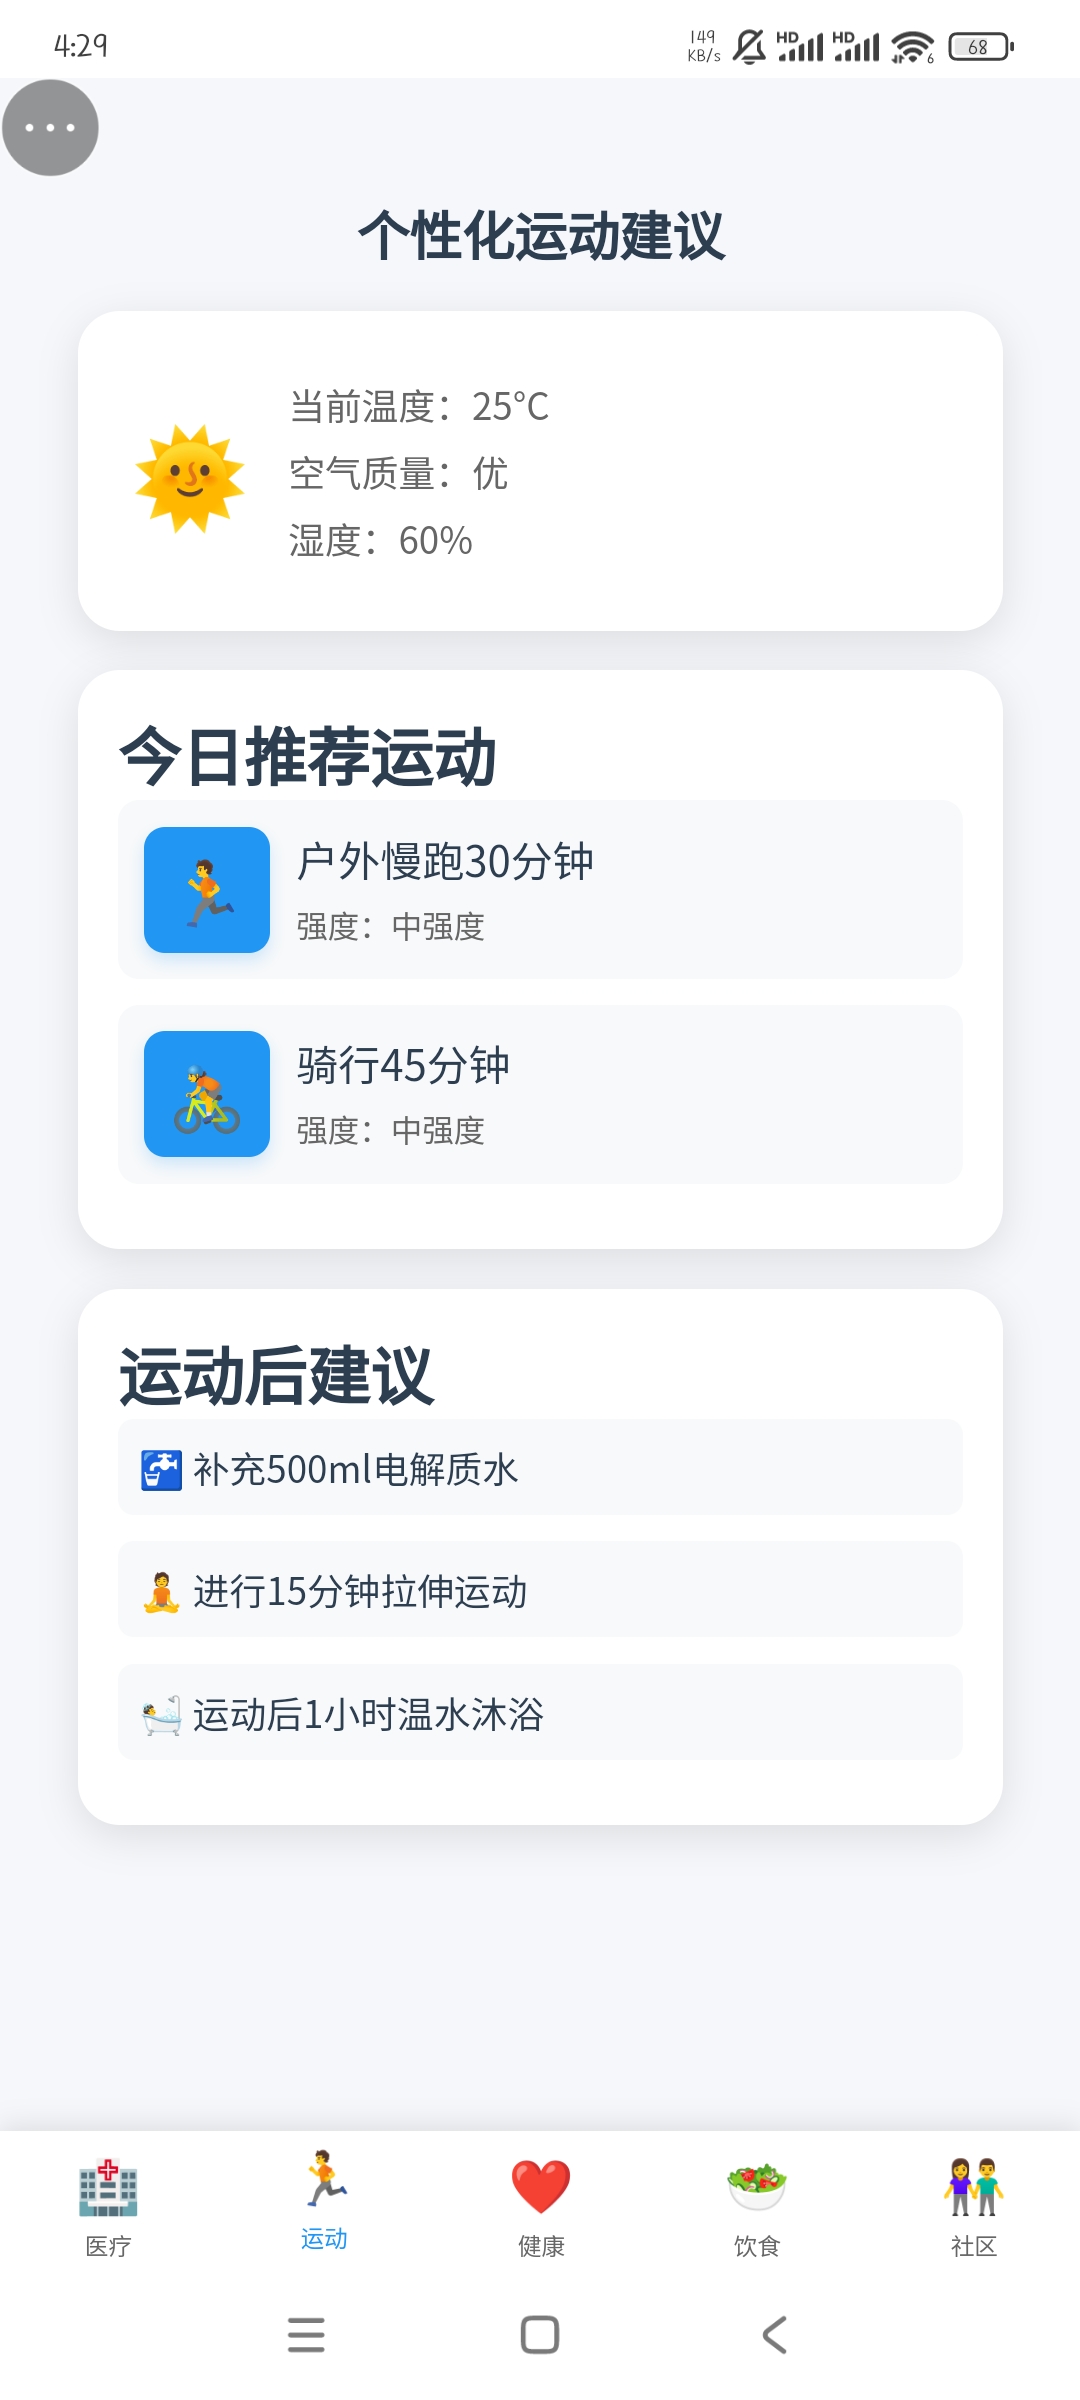 4:29
149
KB/s
HD
HD
6
68
个性化运动建议
当前温度：25°C
空气质量：优
湿度：60%
今日推荐运动
户外慢跑30分钟
强度：中强度
骑行45分钟
强度：中强度
运动后建议
补充500ml电解质水
进行15分钟拉伸运动
运动后1小时温水沐浴
医疗
运动
健康
饮食
社区